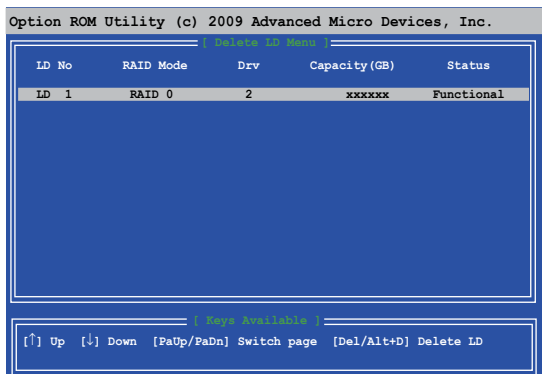 Option ROM Utility (c) 2009 Advanced Micro Devices, Inc.
[ Delete LD Menu ]
LD No RAID Mode Drv Capacity(GB) Status
LD 1 RAID 0 2 xxxxxx Functional
[ Keys Available ]
[↑] Up [↓] Down [PaUp/PaDn] Switch page [Del/Alt+D] Delete LD